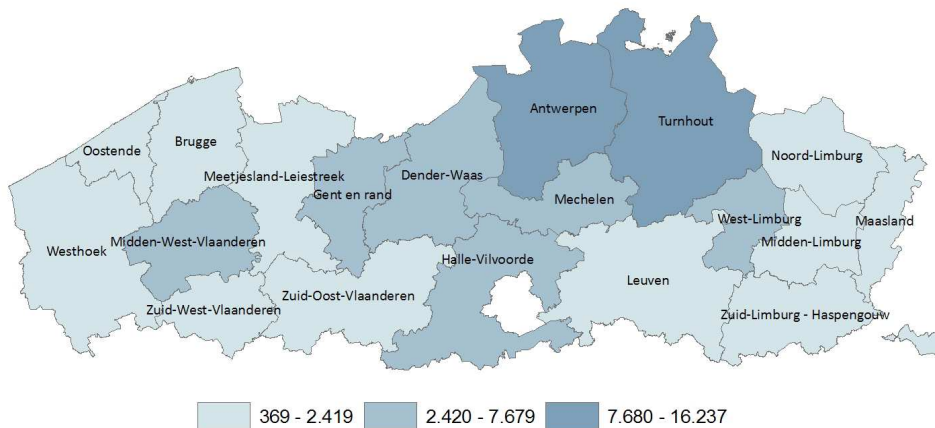 Antwerpen
Turnhout
Oostende
Brugge
Noord-Limburg
Meetjesland-Leiestreek
Dender-Waas
Gent en rand
Mechelen
West-Limburg
Maasland
Westhoek
Midden-West-Vlaanderen
Midden-Limburg
Halle-Vilvoorde
Leuven
Zuid-Oost-Vlaanderen
Zuid-West-Vlaanderen
Zuid-Limburg - Haspengouw
369 - 2.419 2.420 - 7.679 7.680 - 16.237